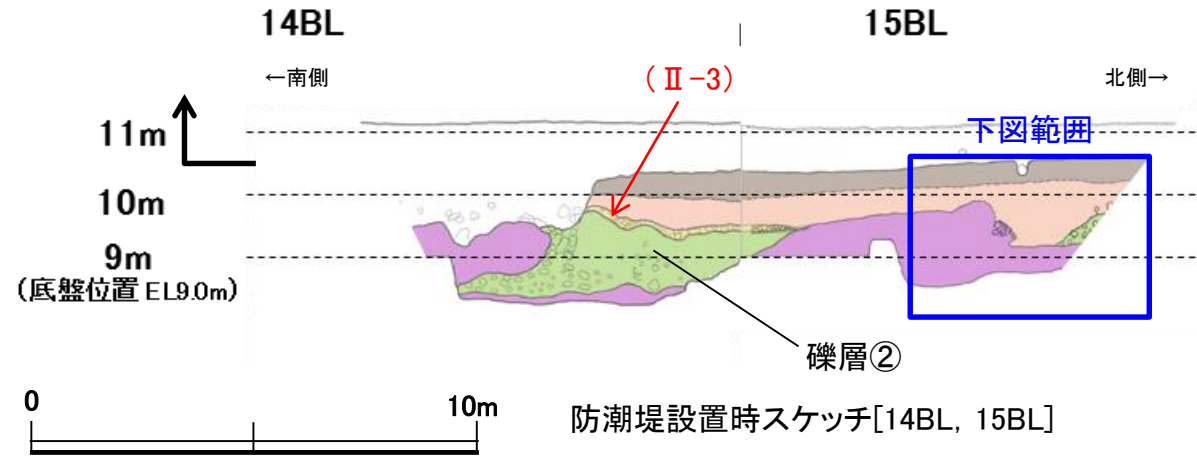 14BL
15BL
←南側
(Ⅱ-3)
北側→
11m
下図範囲
10m
9m
(底盤位置 EL9.0m)
礫層②
0
10m
防潮堤設置時スケッチ[14BL, 15BL]